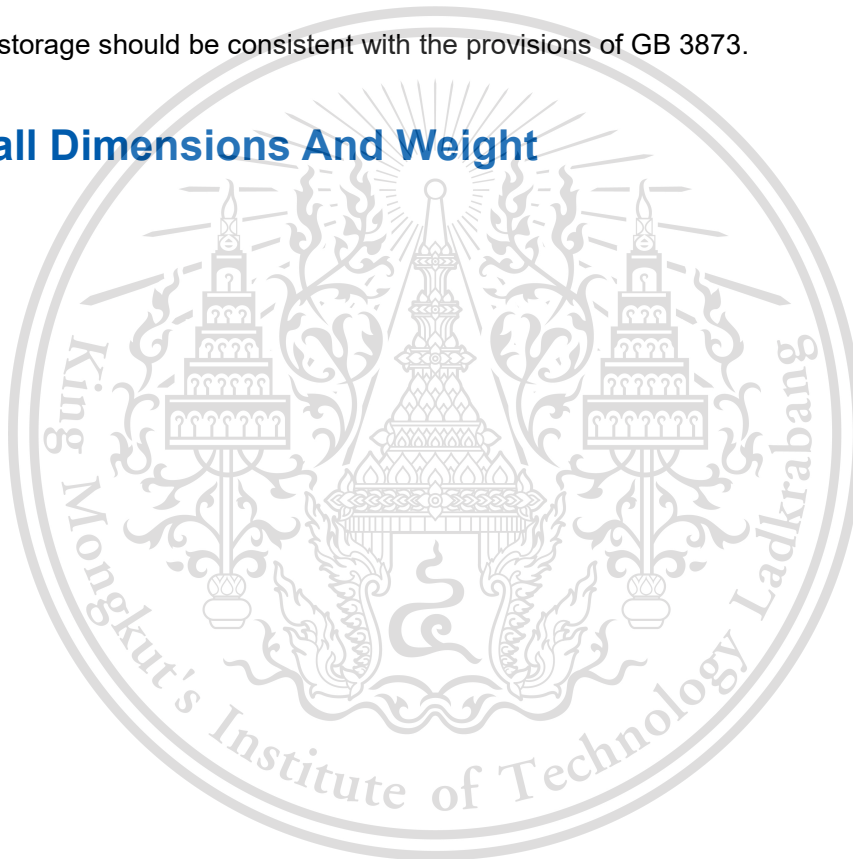 storage should be consistent with the provisions of GB 3873.
all Dimensions And Weight
King Mongkut's Institute of Technology Ladkrabang